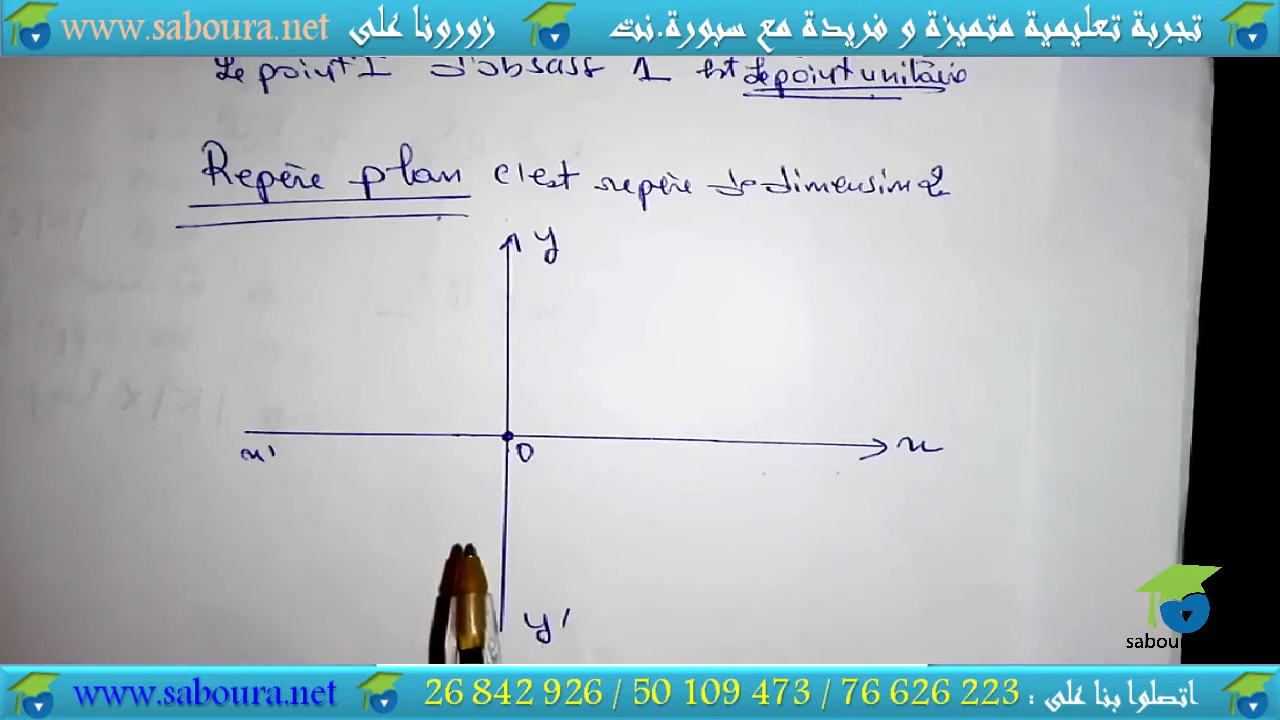 www.saboura.net زورونا على تجربة تعليمية متميزة و فريدة مع سبورة.نت
Le point I d'obsass 1 est le point unitaire
Repère plan c'est repère de dimension 2
y
x' O x
y'
sabou
www.saboura.net 26 842 926 / 50 109 473 / 76 626 223 : اتصلوا بنا على